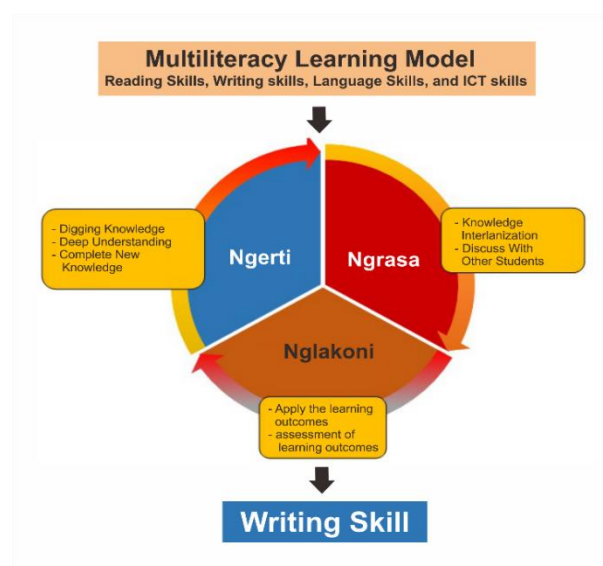 Multiliteracy Learning Model
Reading Skills, Writing skills, Language Skills, and ICT skills
- Digging Knowledge
- Deep Understanding
- Complete New
Knowledge
Ngerti
Ngrasa
- Knowledge
Interlanization
- Discuss With
Other Students
Nglakoni
- Apply the learning
outcomes
- assessment of
learning outcomes
Writing Skill